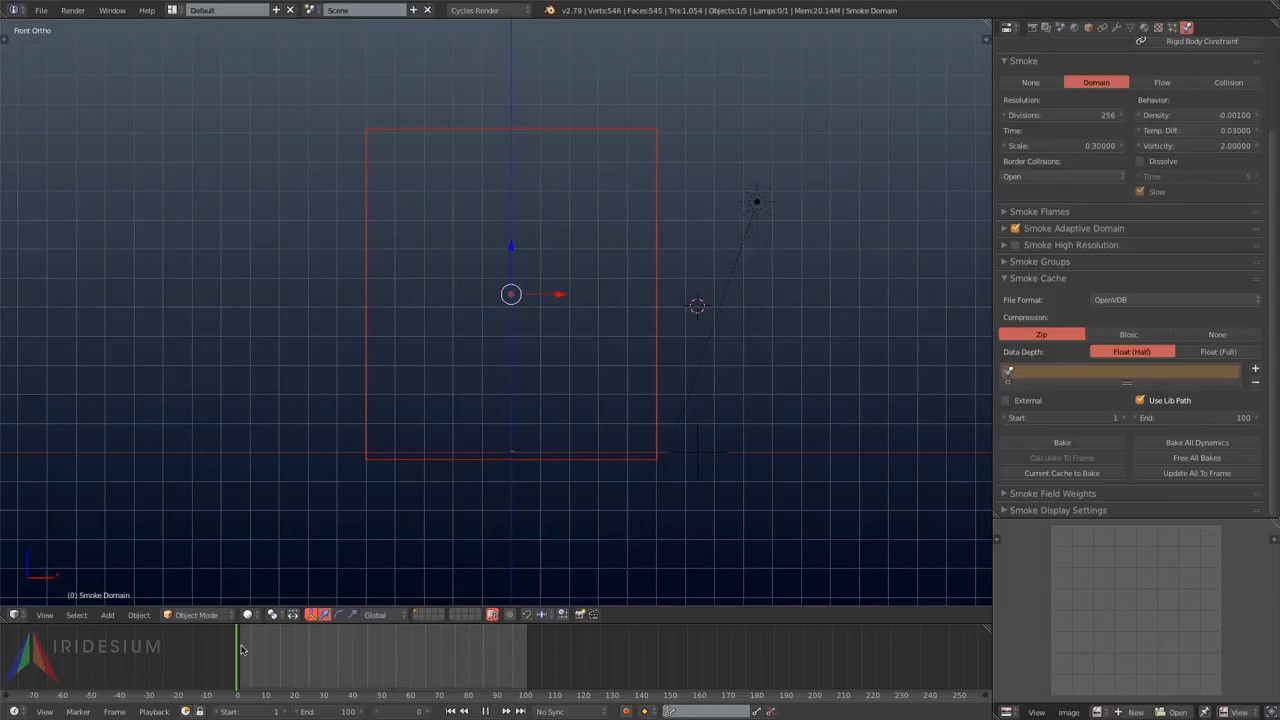 File Render Window Help Default Scene Cycles Render v2.79 | Verts:546 | Faces:545 | Tris:1,054 | Objects:1/5 | Lamps:0/1 | Mem:20.14M | Smoke Domain
Front Ortho
Rigid Body Constraint
Smoke
None Domain Flow Collision
Resolution: Behavior:
Divisions: 256 Density: -0.00100
Time: Temp. Diff.: 0.03000
Scale: 0.30000 Vorticity: 2.00000
Border Collisions: Dissolve
Open Time: 5
Slow
Smoke Flames
Smoke Adaptive Domain
Smoke High Resolution
Smoke Groups
Smoke Cache
File Format: OpenVDB
Compression:
Zip Blosc None
Data Depth: Float (Half) Float (Full)
External Use Lib Path
Start: 1 End: 100
Bake Bake All Dynamics
Calculate To Frame Free All Bakes
Current Cache to Bake Update All To Frame
Smoke Field Weights
Smoke Display Settings
(0) Smoke Domain
View Select Add Object Object Mode Global
IRIDESIUM
-70 -60 -50 -40 -30 -20 -10 0 10 20 30 40 50 60 70 80 90 100 110 120 130 140 150 160 170 180 190 200 210 220 230 240 250
View Marker Frame Playback Start: 1 End: 100 0 No Sync
View Image New Open View